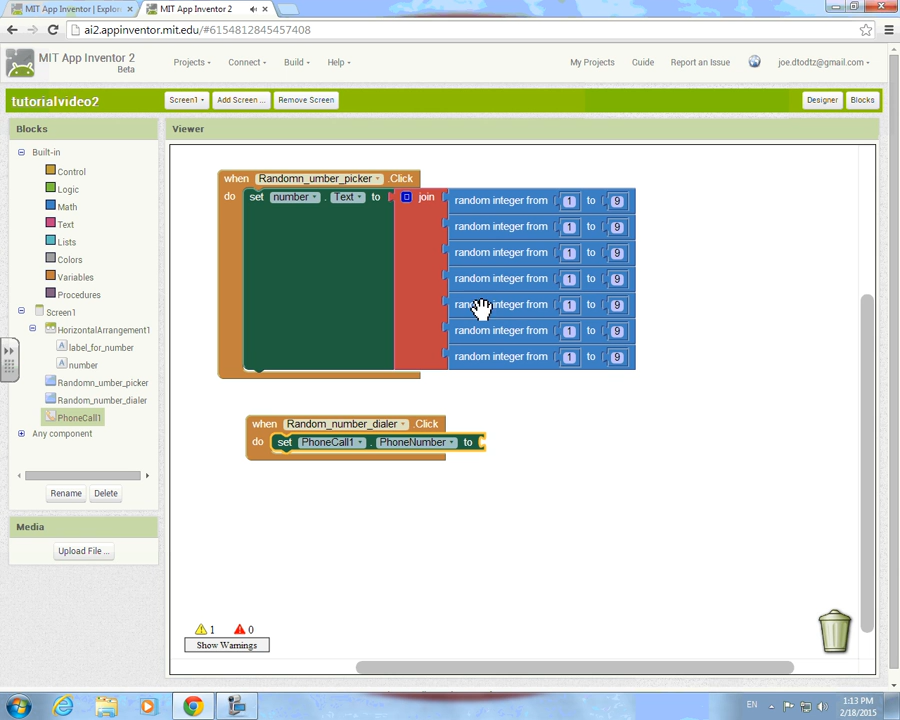 MIT App Inventor | Explor
MIT App Inventor 2
ai2.appinventor.mit.edu/#6154812845457408
MIT App Inventor 2
Beta
Projects
Connect
Build
Help
My Projects
Guide
Report an Issue
joe.dtodtz@gmail.com
tutorialvideo2
Screen1
Add Screen ...
Remove Screen
Designer
Blocks
Blocks
Viewer
Built-in
Control
Logic
Math
Text
Lists
Colors
Variables
Procedures
Screen1
HorizontalArrangement1
label_for_number
number
Randomn_umber_picker
Random_number_dialer
PhoneCall1
Any component
Rename
Delete
Media
Upload File ...
when Randomn_umber_picker .Click
do set number . Text to join random integer from 1 to 9
random integer from 1 to 9
random integer from 1 to 9
random integer from 1 to 9
random integer from 1 to 9
random integer from 1 to 9
random integer from 1 to 9
when Random_number_dialer .Click
do set PhoneCall1 . PhoneNumber to
1 0
Show Warnings
EN
1:13 PM
2/18/2015